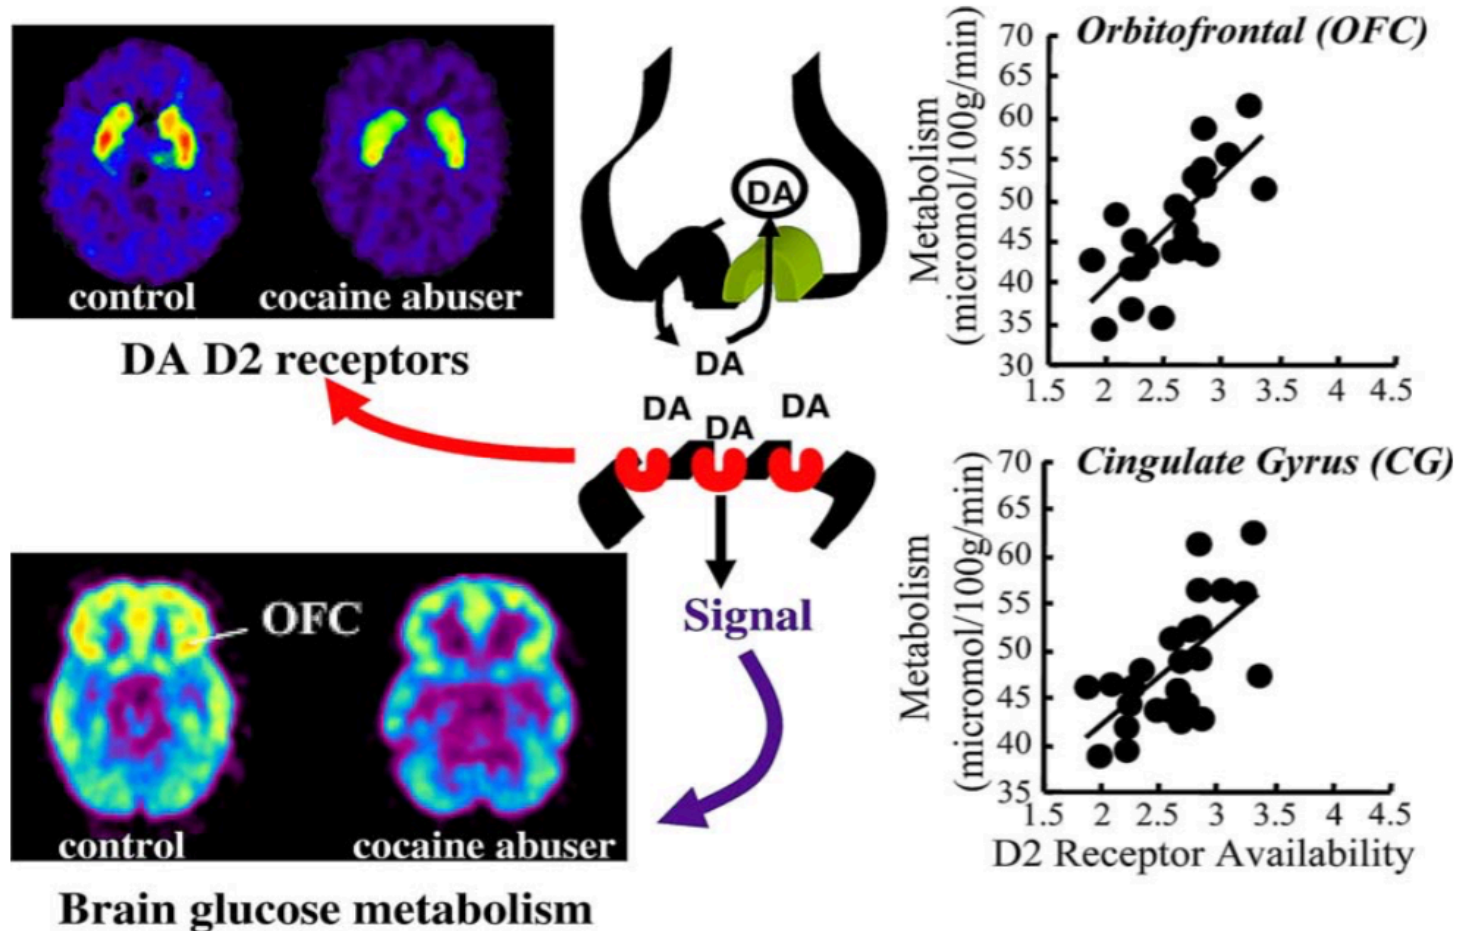 control
cocaine abuser
DA D2 receptors
OFC
control
cocaine abuser
Brain glucose metabolism
DA
DA
DA
DA
DA
Signal
Orbitofrontal (OFC)
Metabolism
(micromol/100g/min)
70
65
60
55
50
45
40
35
30
1.5 2 2.5 3 3.5 4 4.5
Cingulate Gyrus (CG)
Metabolism
(micromol/100g/min)
70
65
60
55
50
45
40
35
1.5 2 2.5 3 3.5 4 4.5
D2 Receptor Availability